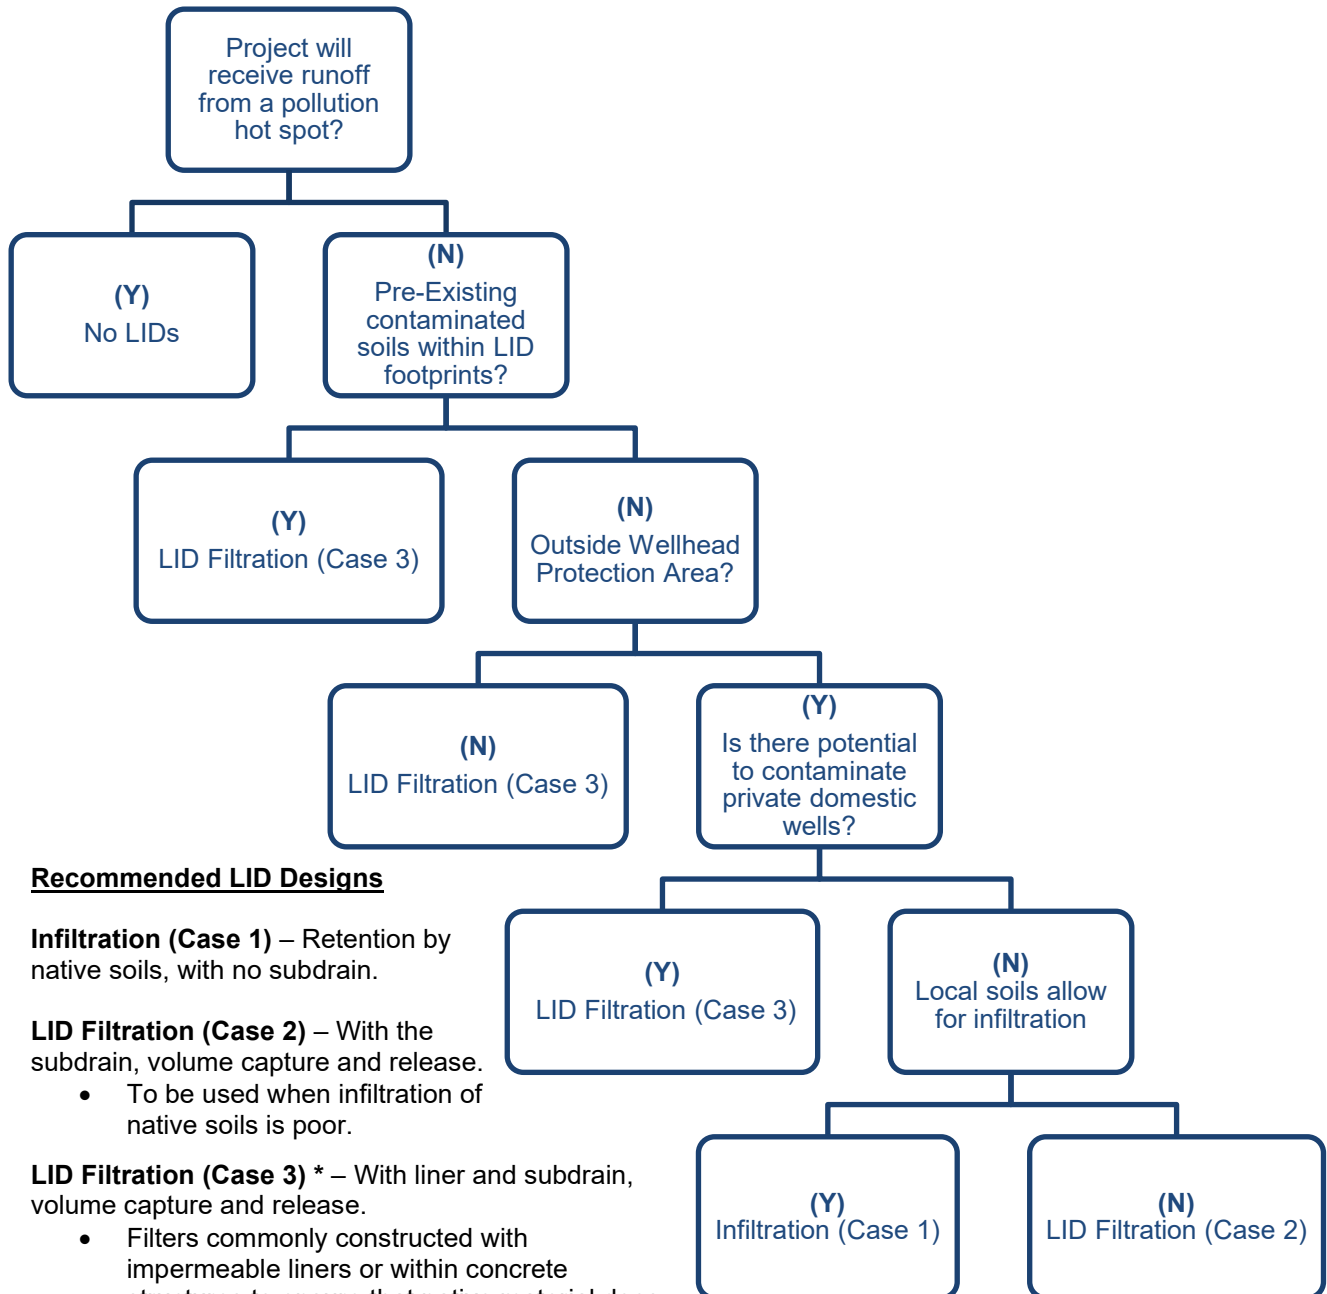 Project will
receive runoff
from a pollution
hot spot?
(Y)
No LIDs
(N)
Pre-Existing
contaminated
soils within LID
footprints?
(Y)
LID Filtration (Case 3)
(N)
Outside Wellhead
Protection Area?
(N)
LID Filtration (Case 3)
(Y)
Is there potential
to contaminate
private domestic
wells?
(Y)
LID Filtration (Case 3)
(N)
Local soils allow
for infiltration
(Y)
Infiltration (Case 1)
(N)
LID Filtration (Case 2)
Recommended LID Designs
Infiltration (Case 1) – Retention by
native soils, with no subdrain.
LID Filtration (Case 2) – With the
subdrain, volume capture and release.
• To be used when infiltration of
native soils is poor.
LID Filtration (Case 3) * – With liner and subdrain,
volume capture and release.
• Filters commonly constructed with
impermeable liners or within concrete